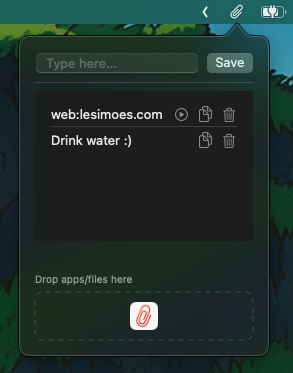 Type here...
Save
web:lesimoes.com
Drink water :)
Drop apps/files here